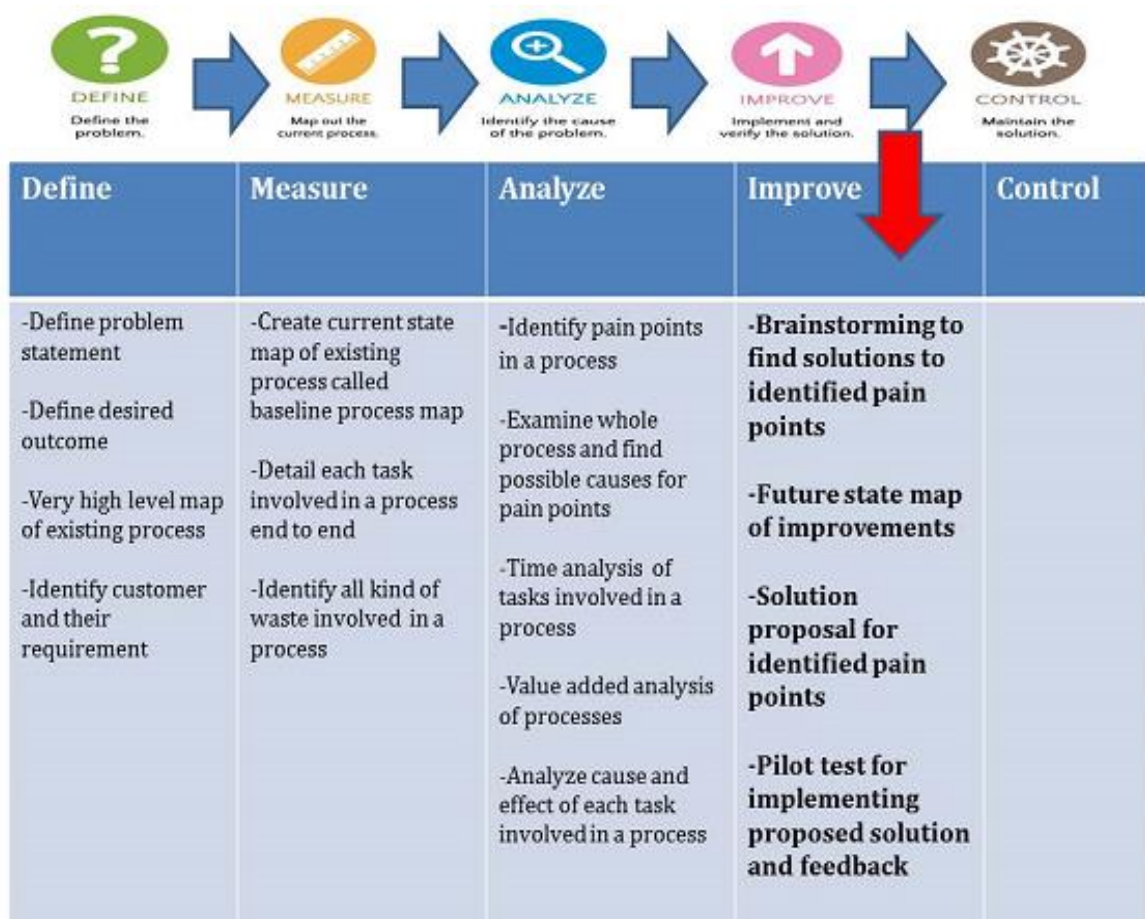 ?
DEFINE
Define the
problem.
MEASURE
Map out the
current process.
ANALYZE
Identify the cause
of the problem.
IMPROVE
Implement and
verify the solution.
CONTROL
Maintain the
solution.
Define
Measure
Analyze
Improve
Control
-Define problem
statement
-Define desired
outcome
-Very high level map
of existing process
-Identify customer
and their
requirement
-Create current state
map of existing
process called
baseline process map
-Detail each task
involved in a process
end to end
-Identify all kind of
waste involved in a
process
-Identify pain points
in a process
-Examine whole
process and find
possible causes for
pain points
-Time analysis of
tasks involved in a
process
-Value added analysis
of processes
-Analyze cause and
effect of each task
involved in a process
-Brainstorming to
find solutions to
identified pain
points
-Future state map
of improvements
-Solution
proposal for
identified pain
points
-Pilot test for
implementing
proposed solution
and feedback